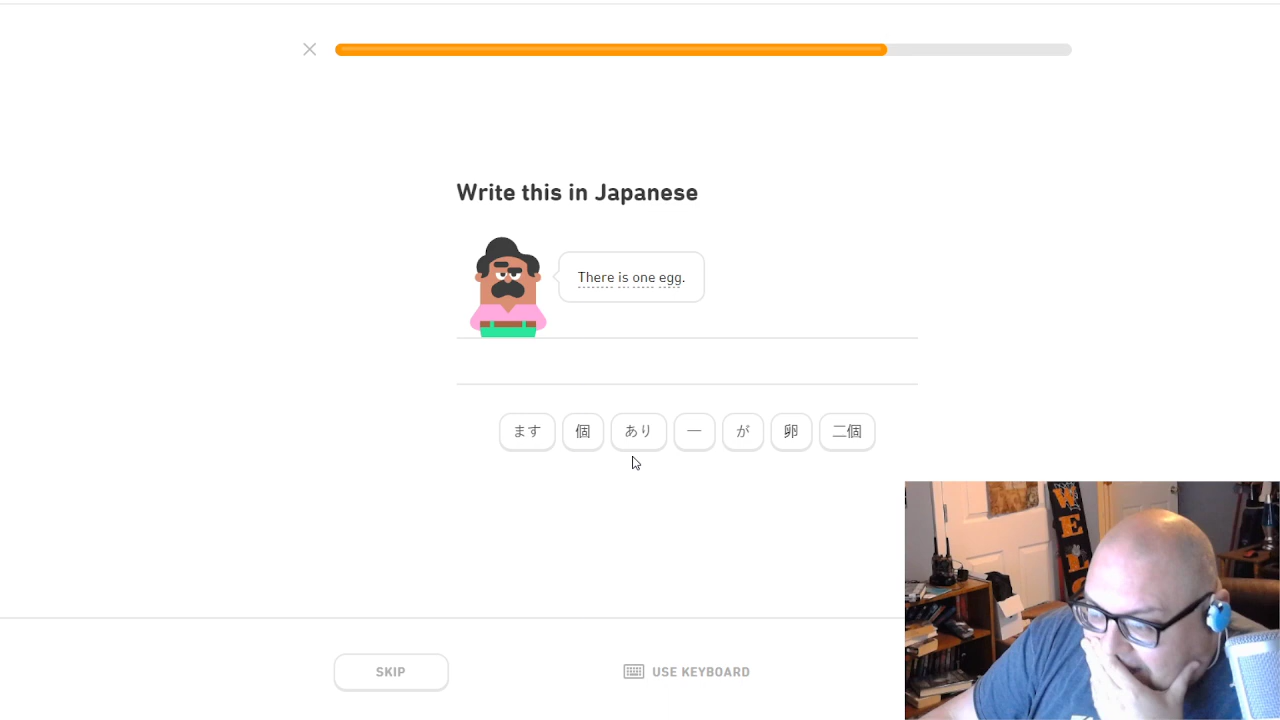 Write this in Japanese
There is one egg.
ます 個 あり 一 が 卵 二個
SKIP
USE KEYBOARD
WEL